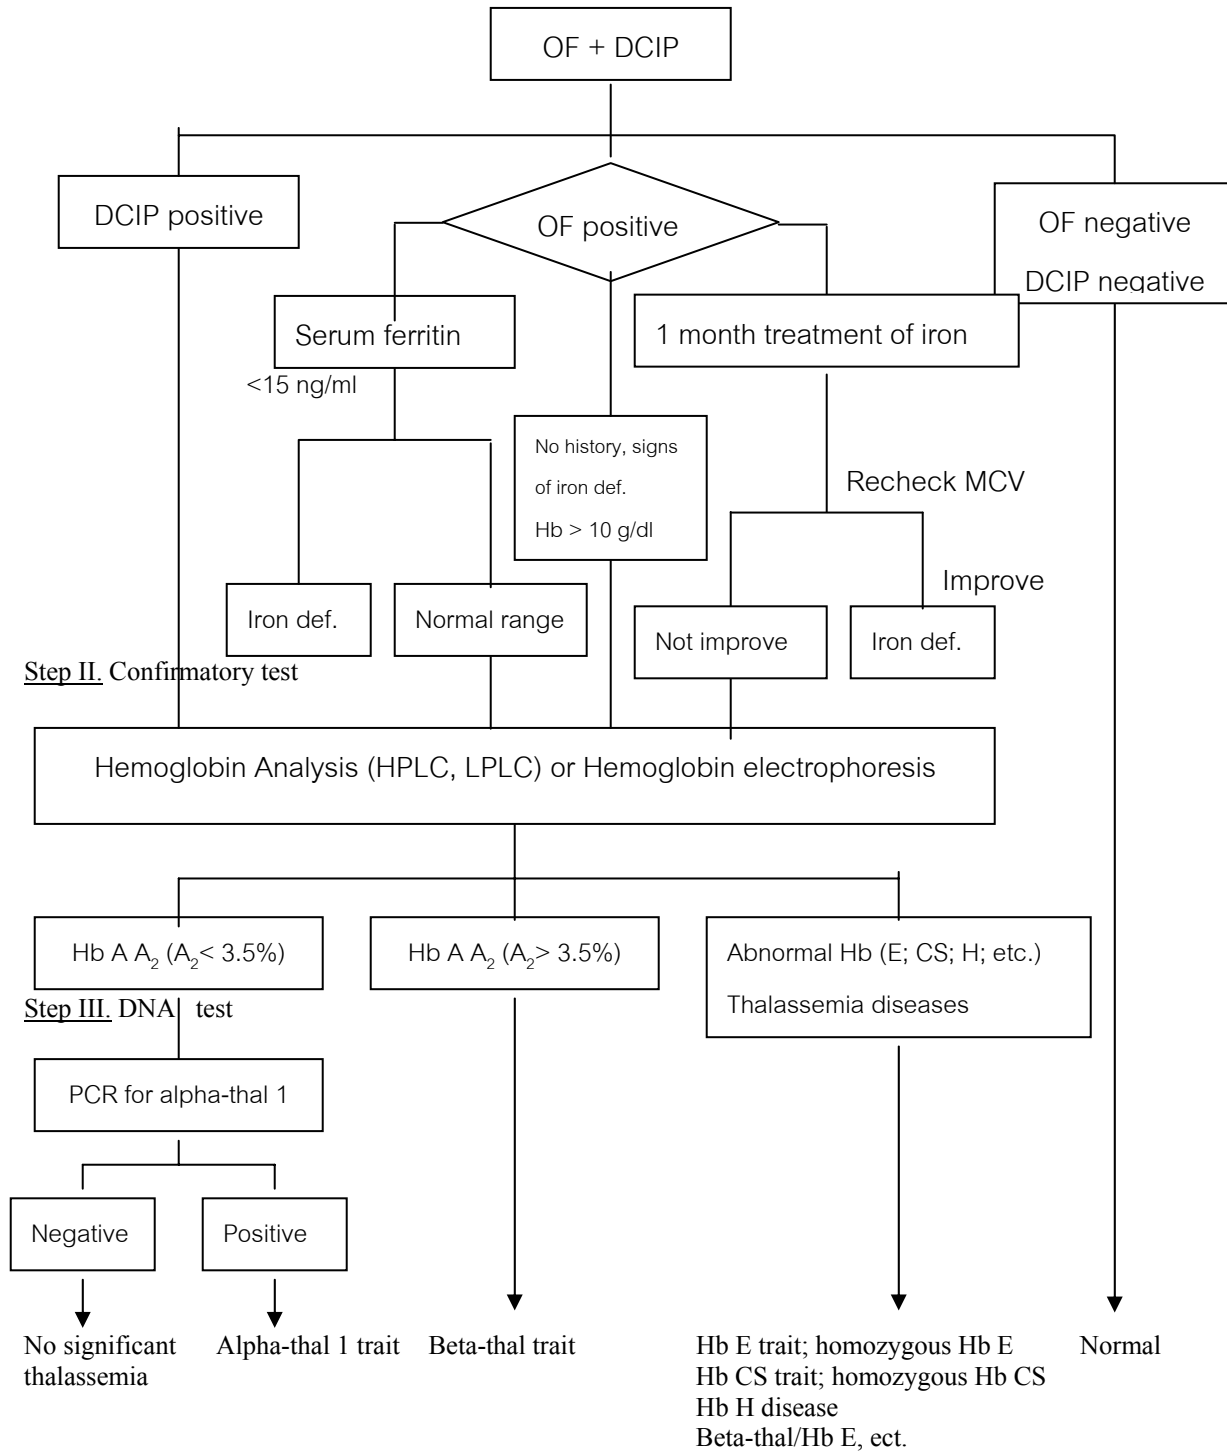 OF + DCIP
DCIP positive
OF positive
OF negative
DCIP negative
Serum ferritin
<15 ng/ml
1 month treatment of iron
No history, signs
of iron def.
Hb > 10 g/dl
Recheck MCV
Improve
Iron def.
Normal range
Not improve
Iron def.
Step II. Confirmatory test
Hemoglobin Analysis (HPLC, LPLC) or Hemoglobin electrophoresis
Hb A A₂ (A₂< 3.5%)
Hb A A₂ (A₂> 3.5%)
Abnormal Hb (E; CS; H; etc.)
Thalassemia diseases
Step III. DNA test
PCR for alpha-thal 1
Negative
Positive
No significant
thalassemia
Alpha-thal 1 trait
Beta-thal trait
Hb E trait; homozygous Hb E
Hb CS trait; homozygous Hb CS
Hb H disease
Beta-thal/Hb E, ect.
Normal